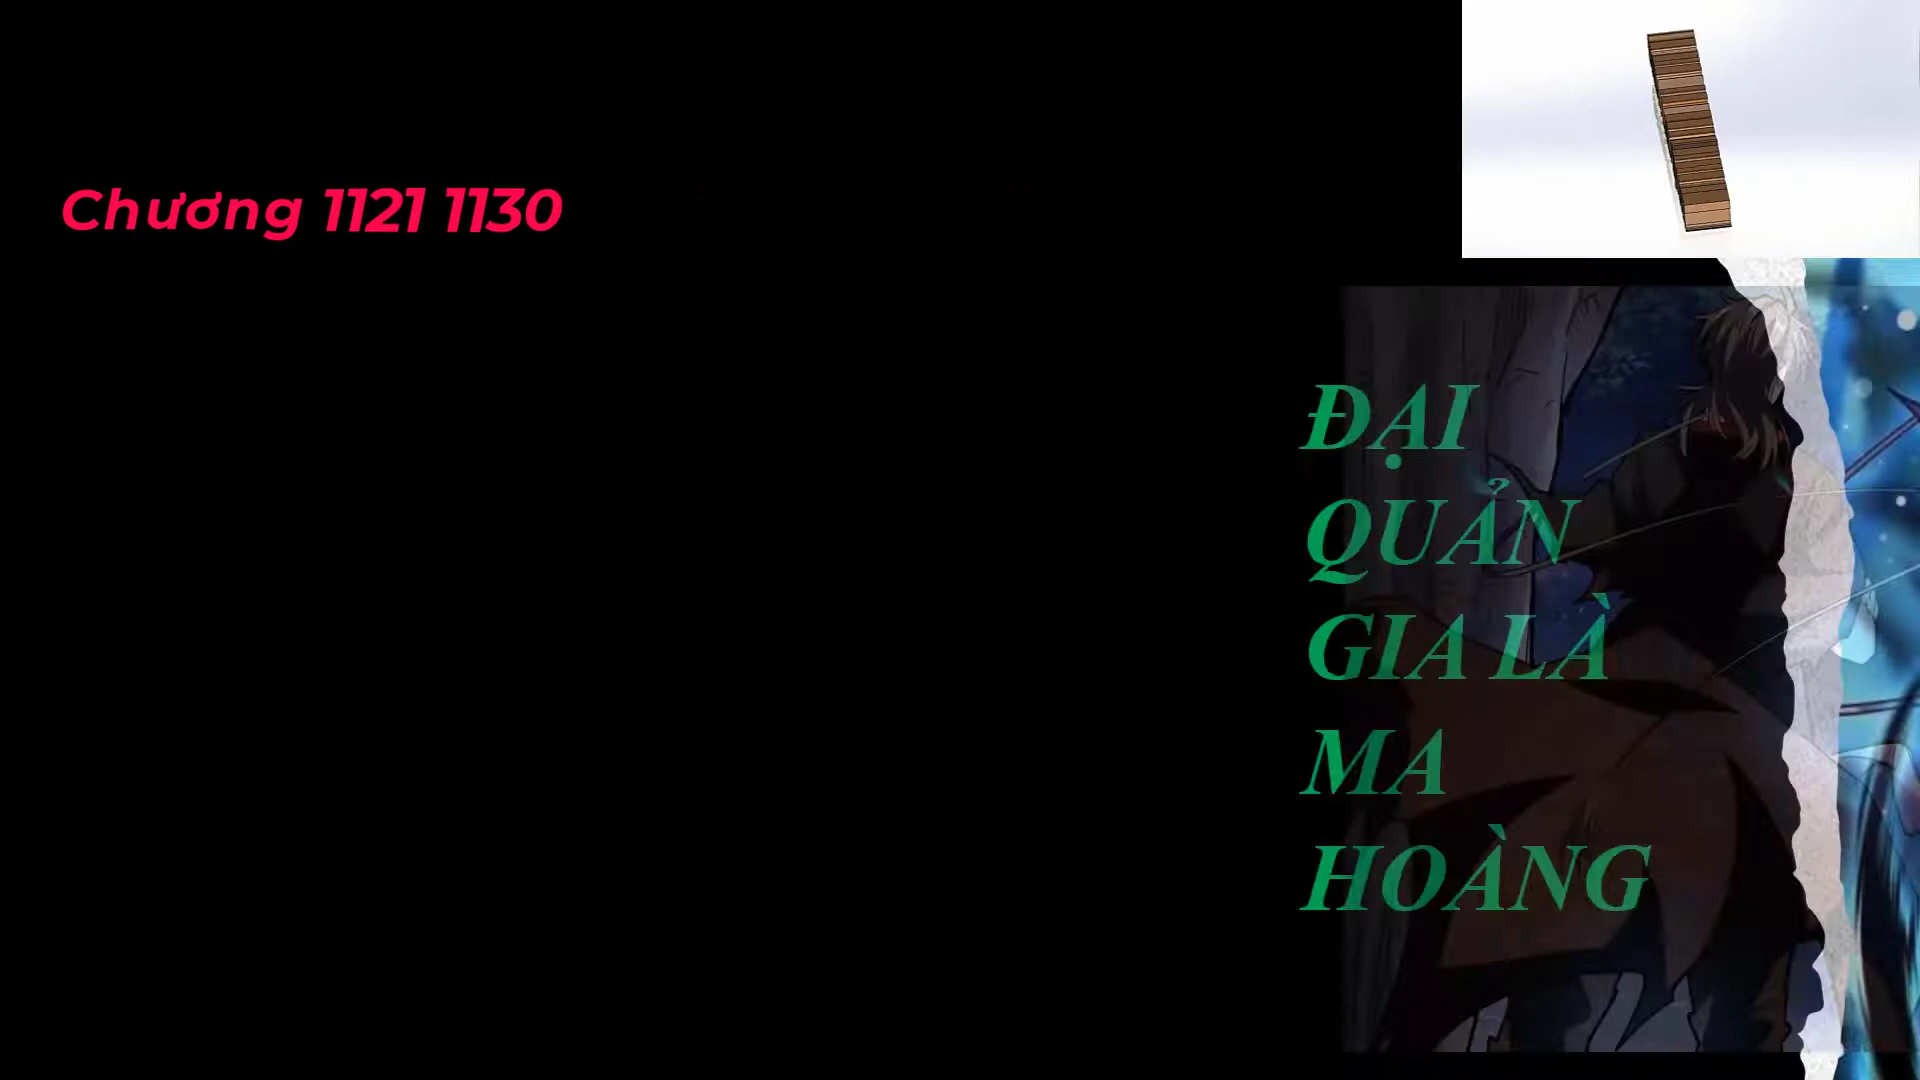 Chương 1121 1130
ĐẠI
QUẢN
GIA LÀ
MA
HOÀNG